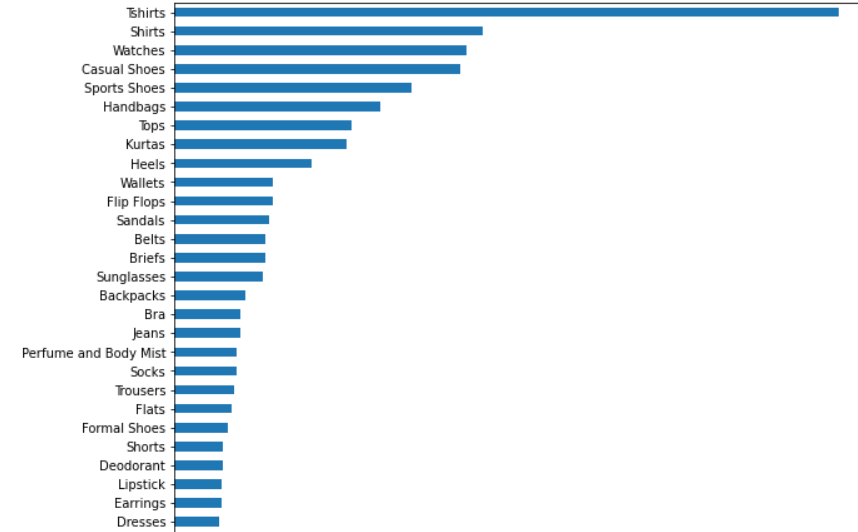 Tshirts
Shirts
Watches
Casual Shoes
Sports Shoes
Handbags
Tops
Kurtas
Heels
Wallets
Flip Flops
Sandals
Belts
Briefs
Sunglasses
Backpacks
Bra
Jeans
Perfume and Body Mist
Socks
Trousers
Flats
Formal Shoes
Shorts
Deodorant
Lipstick
Earrings
Dresses